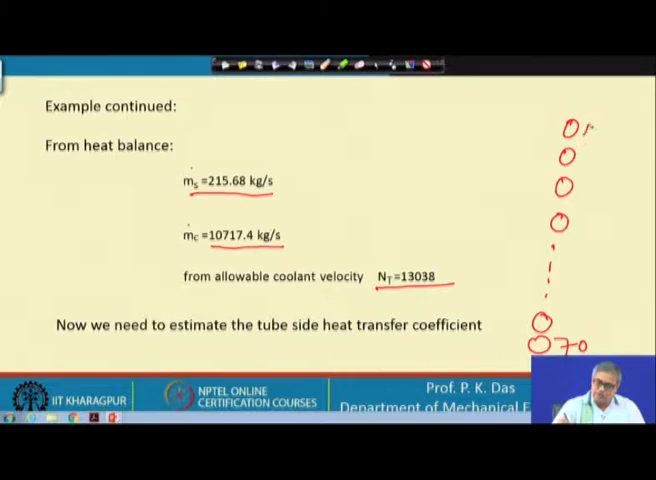 Example continued:
From heat balance:
ṁs =215.68 kg/s
ṁc =10717.4 kg/s
from allowable coolant velocity NT=13038
Now we need to estimate the tube side heat transfer coefficient
70
IIT KHARAGPUR
NPTEL ONLINE
CERTIFICATION COURSES
Prof. P. K. Das
Department of Mechanical E